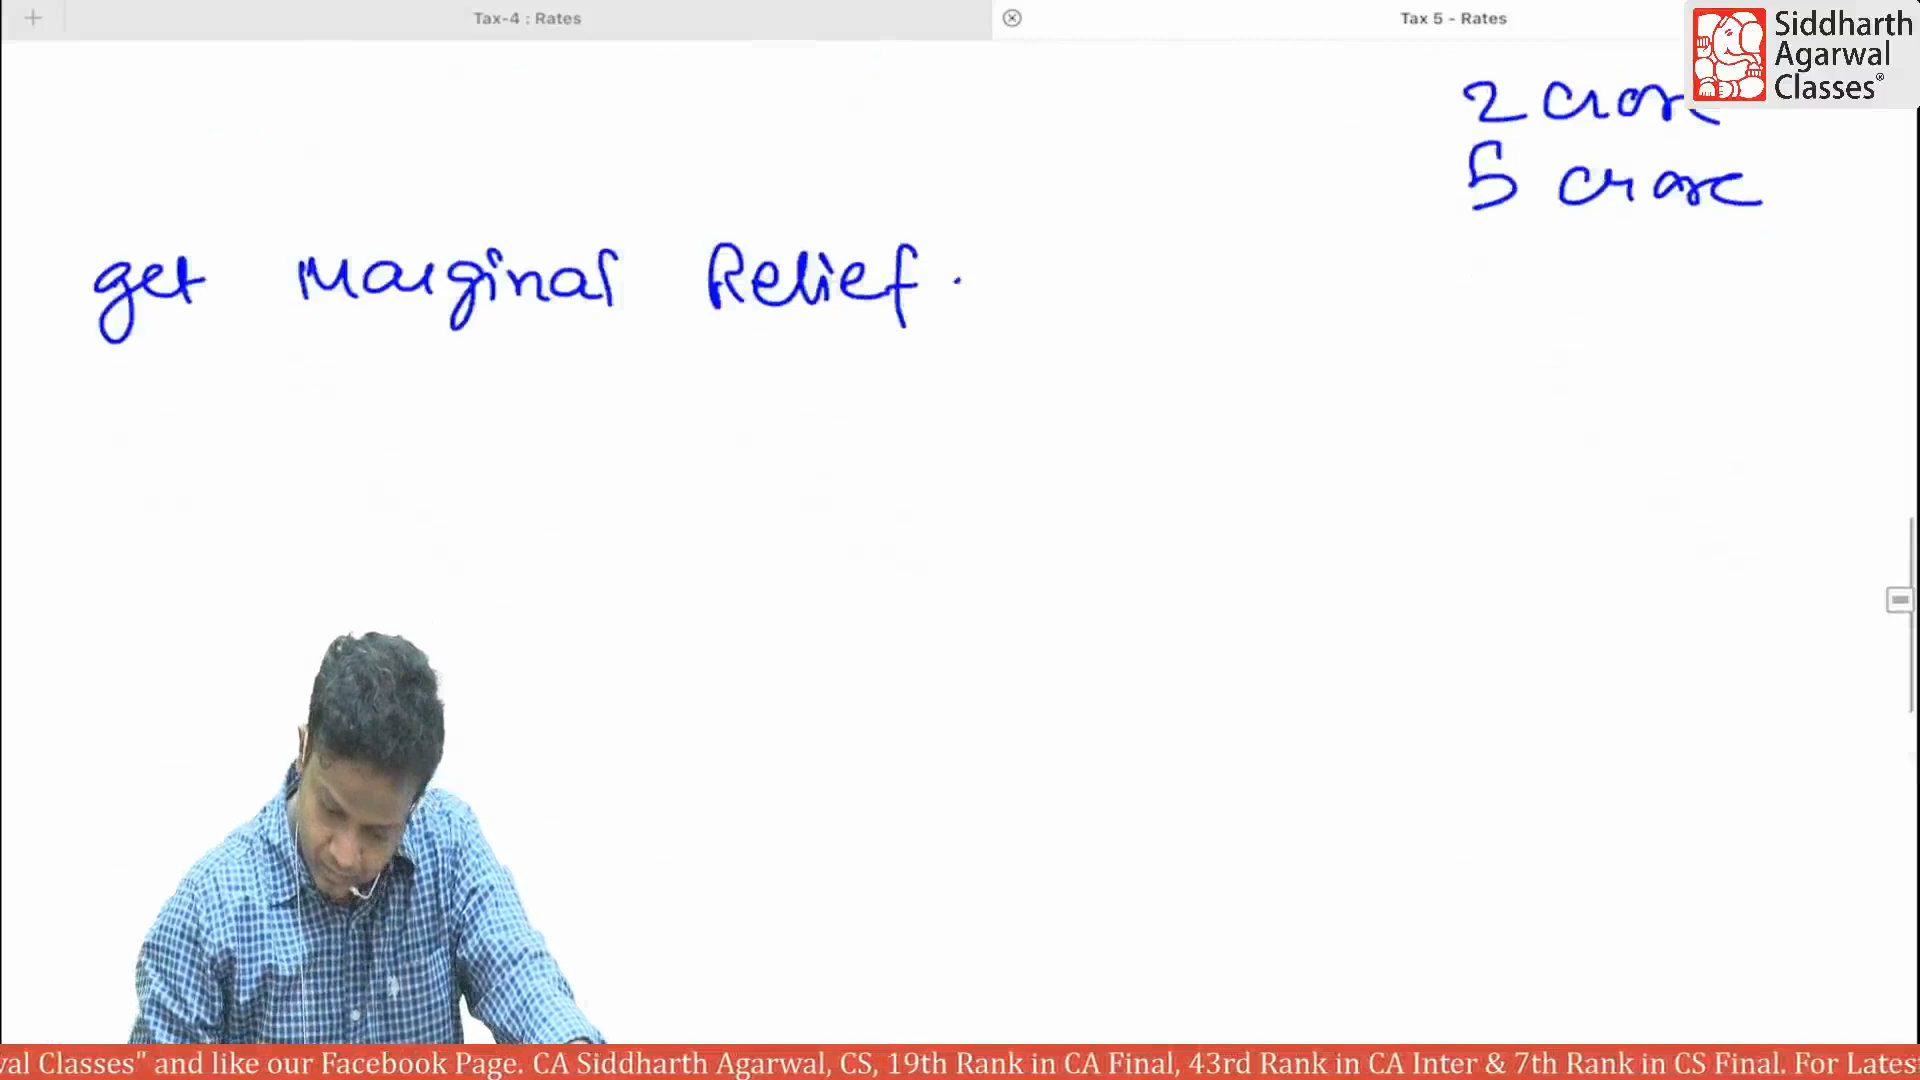 Tax-4 : Rates
Tax 5 - Rates
Siddharth
Agarwal
Classes®
2 crore
5 crore
get Marginal Relief.
val Classes" and like our Facebook Page. CA Siddharth Agarwal, CS, 19th Rank in CA Final, 43rd Rank in CA Inter & 7th Rank in CS Final. For Lates